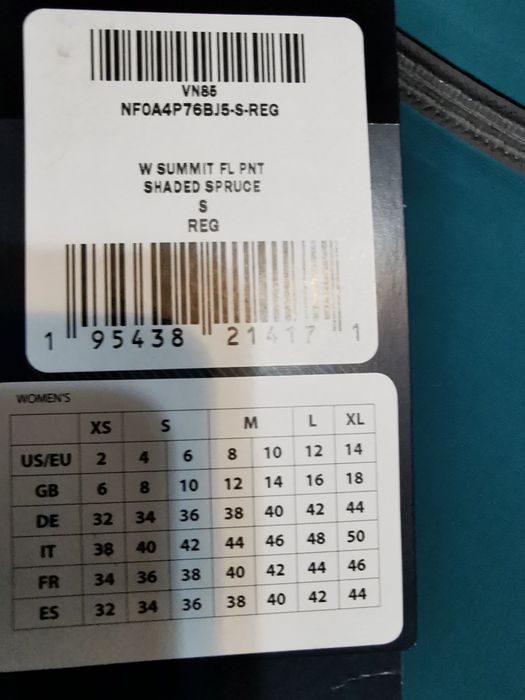 VN85
NF0A4P76BJ5-S-REG
W SUMMIT FL PNT
SHADED SPRUCE
S
REG
1 95438 21417 1
WOMEN'S
XS S M L XL
US/EU 2 4 6 8 10 12 14
GB 6 8 10 12 14 16 18
DE 32 34 36 38 40 42 44
IT 38 40 42 44 46 48 50
FR 34 36 38 40 42 44 46
ES 32 34 36 38 40 42 44